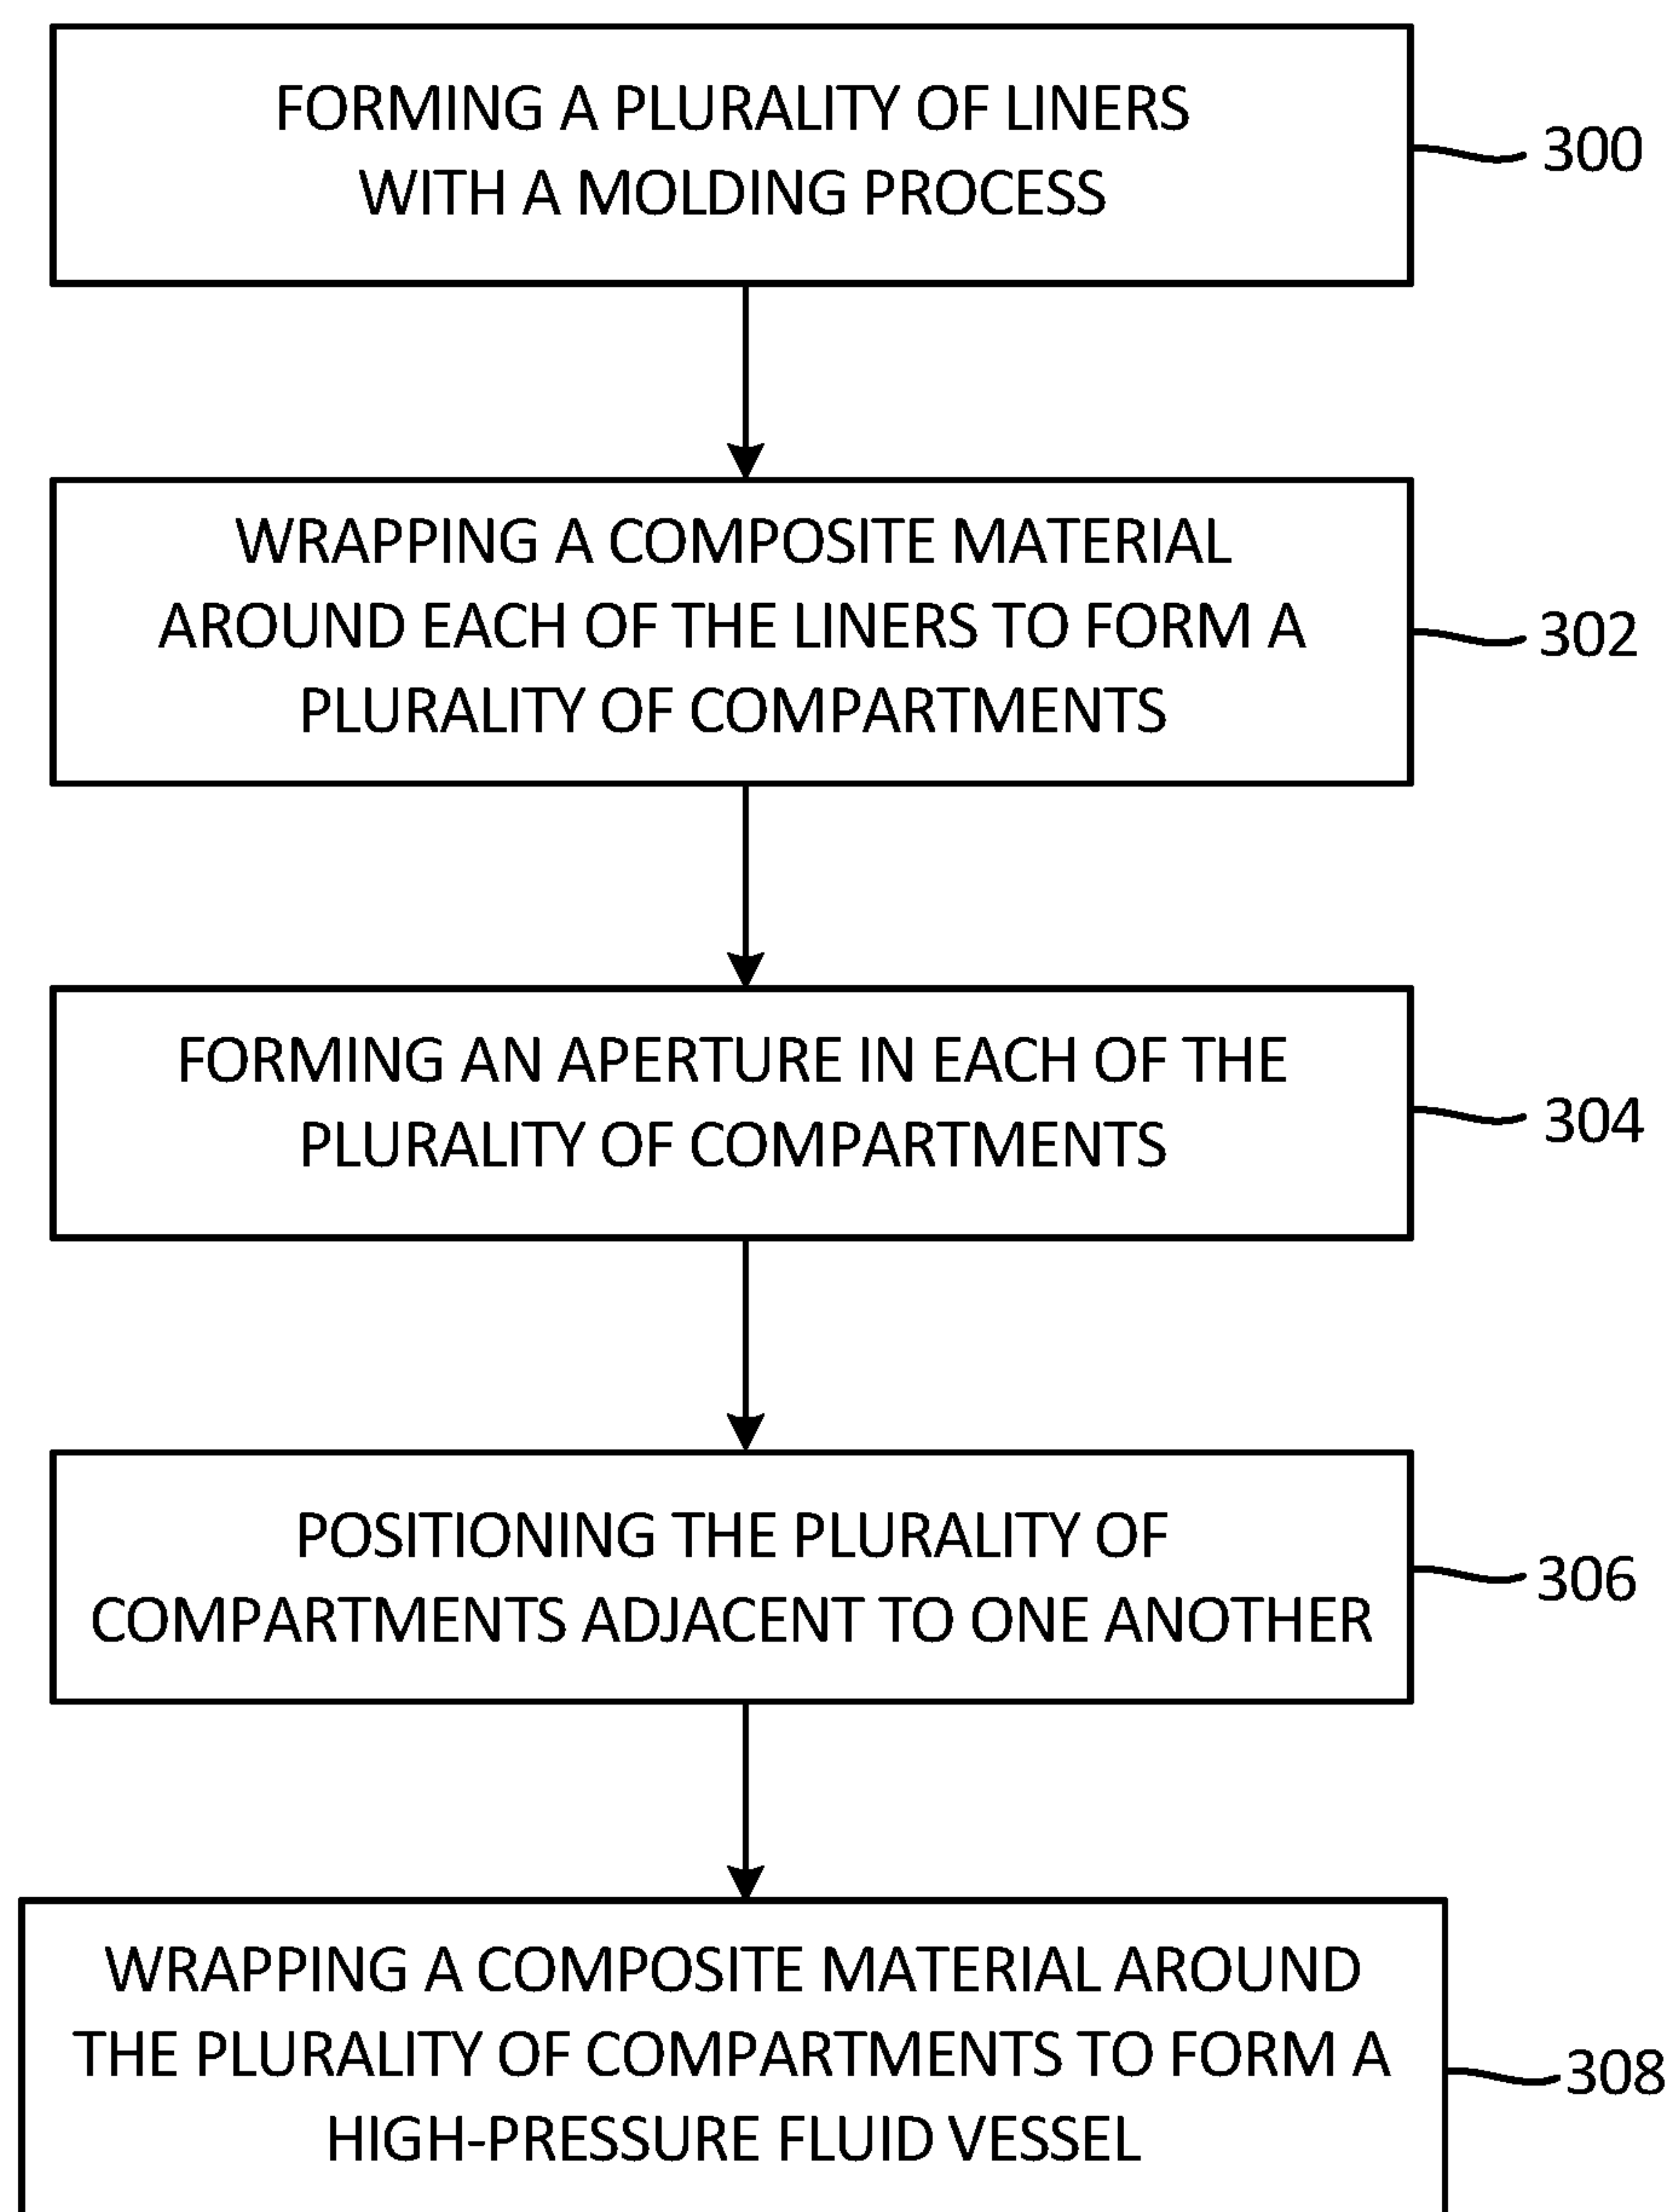 FORMING A PLURALITY OF LINERS
WITH A MOLDING PROCESS
300
WRAPPING A COMPOSITE MATERIAL
AROUND EACH OF THE LINERS TO FORM A
PLURALITY OF COMPARTMENTS
302
FORMING AN APERTURE IN EACH OF THE
PLURALITY OF COMPARTMENTS
304
POSITIONING THE PLURALITY OF
COMPARTMENTS ADJACENT TO ONE ANOTHER
306
WRAPPING A COMPOSITE MATERIAL AROUND
THE PLURALITY OF COMPARTMENTS TO FORM A
HIGH-PRESSURE FLUID VESSEL
308